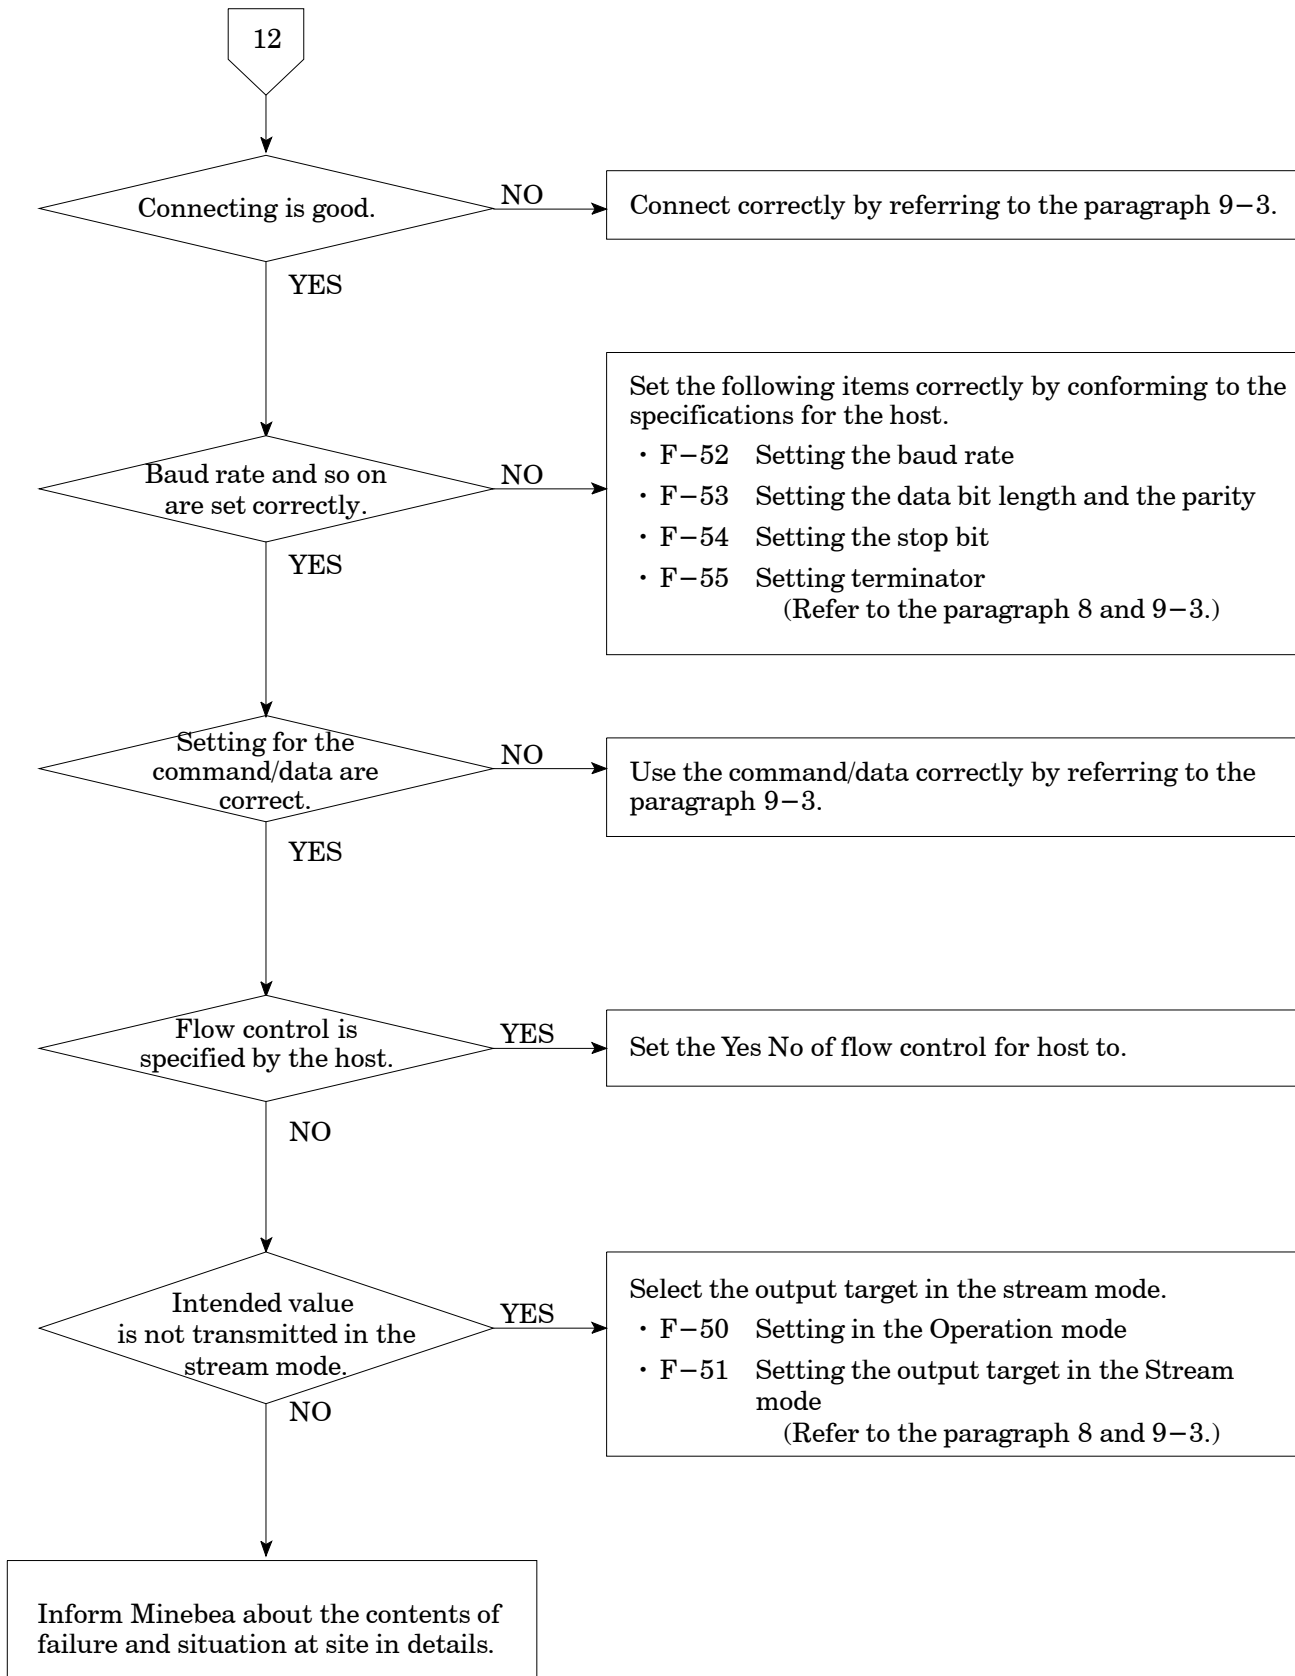 12
Connecting is good.
NO
Connect correctly by referring to the paragraph 9−3.
YES
Baud rate and so on
are set correctly.
NO
Set the following items correctly by conforming to the
specifications for the host.
・ F−52 Setting the baud rate
・ F−53 Setting the data bit length and the parity
・ F−54 Setting the stop bit
・ F−55 Setting terminator
(Refer to the paragraph 8 and 9−3.)
YES
Setting for the
command/data are
correct.
NO
Use the command/data correctly by referring to the
paragraph 9−3.
YES
Flow control is
specified by the host.
YES
Set the Yes No of flow control for host to.
NO
Intended value
is not transmitted in the
stream mode.
YES
Select the output target in the stream mode.
・ F−50 Setting in the Operation mode
・ F−51 Setting the output target in the Stream
mode
(Refer to the paragraph 8 and 9−3.)
NO
Inform Minebea about the contents of
failure and situation at site in details.